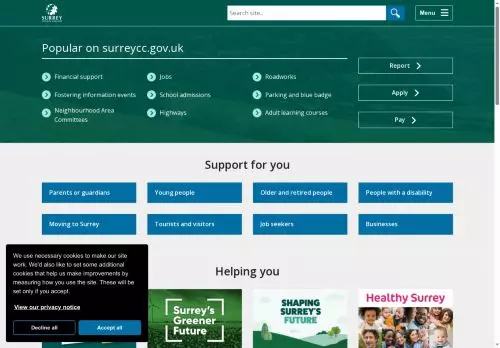 SURREY
Search site...
Menu
Popular on surreycc.gov.uk
Financial support
Jobs
Roadworks
Fostering information events
School admissions
Parking and blue badge
Neighbourhood Area
Committees
Highways
Adult learning courses
Report
Apply
Pay
Support for you
Parents or guardians
Young people
Older and retired people
People with a disability
Moving to Surrey
Tourists and visitors
Job seekers
Businesses
Helping you
We use necessary cookies to make our site
work. We'd also like to set some additional
cookies that help us make improvements by
measuring how you use the site. These will
be set only if you accept.
View our privacy notice
Decline all
Accept all
Surrey's
Greener
Future
SHAPING
SURREY'S
FUTURE
Healthy Surrey